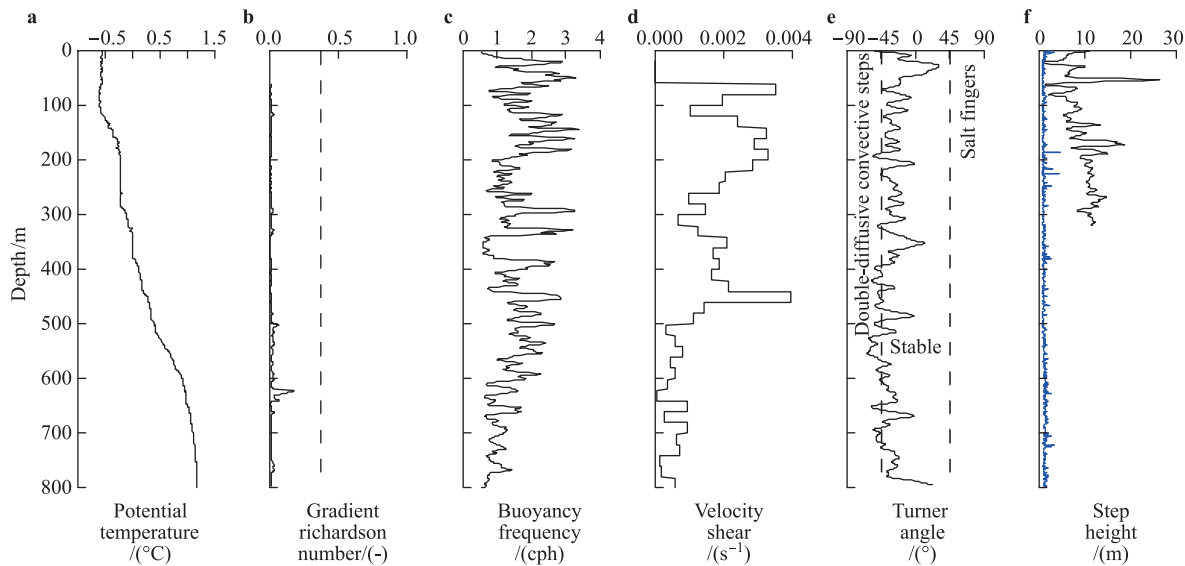 a b c d e f
−0.5 0.5 1.5 0.0 0.5 1.0 0 1 2 3 4 0.000 0.002 0.004 −90 −45 0 45 90 0 10 20 30
0
100
200
300
400
500
600
700
800
Depth/m
Double-diffusive convective steps
Stable
Salt fingers
Potential
temperature
/(°C)
Gradient
richardson
number/(-)
Buoyancy
frequency
/(cph)
Velocity
shear
/(s⁻¹)
Turner
angle
/(°)
Step
height
/(m)